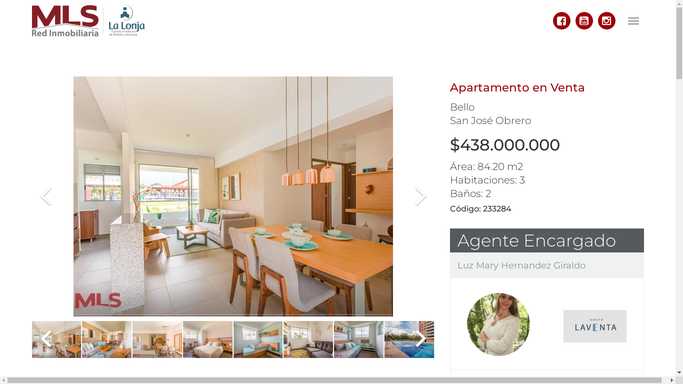 MLS
Red Inmobiliaria
La Lonja
Apartamento en Venta
Bello
San José Obrero
$438.000.000
Área: 84.20 m2
Habitaciones: 3
Baños: 2
Código: 233284
MLS
Agente Encargado
Luz Mary Hernandez Giraldo
LAVENTA